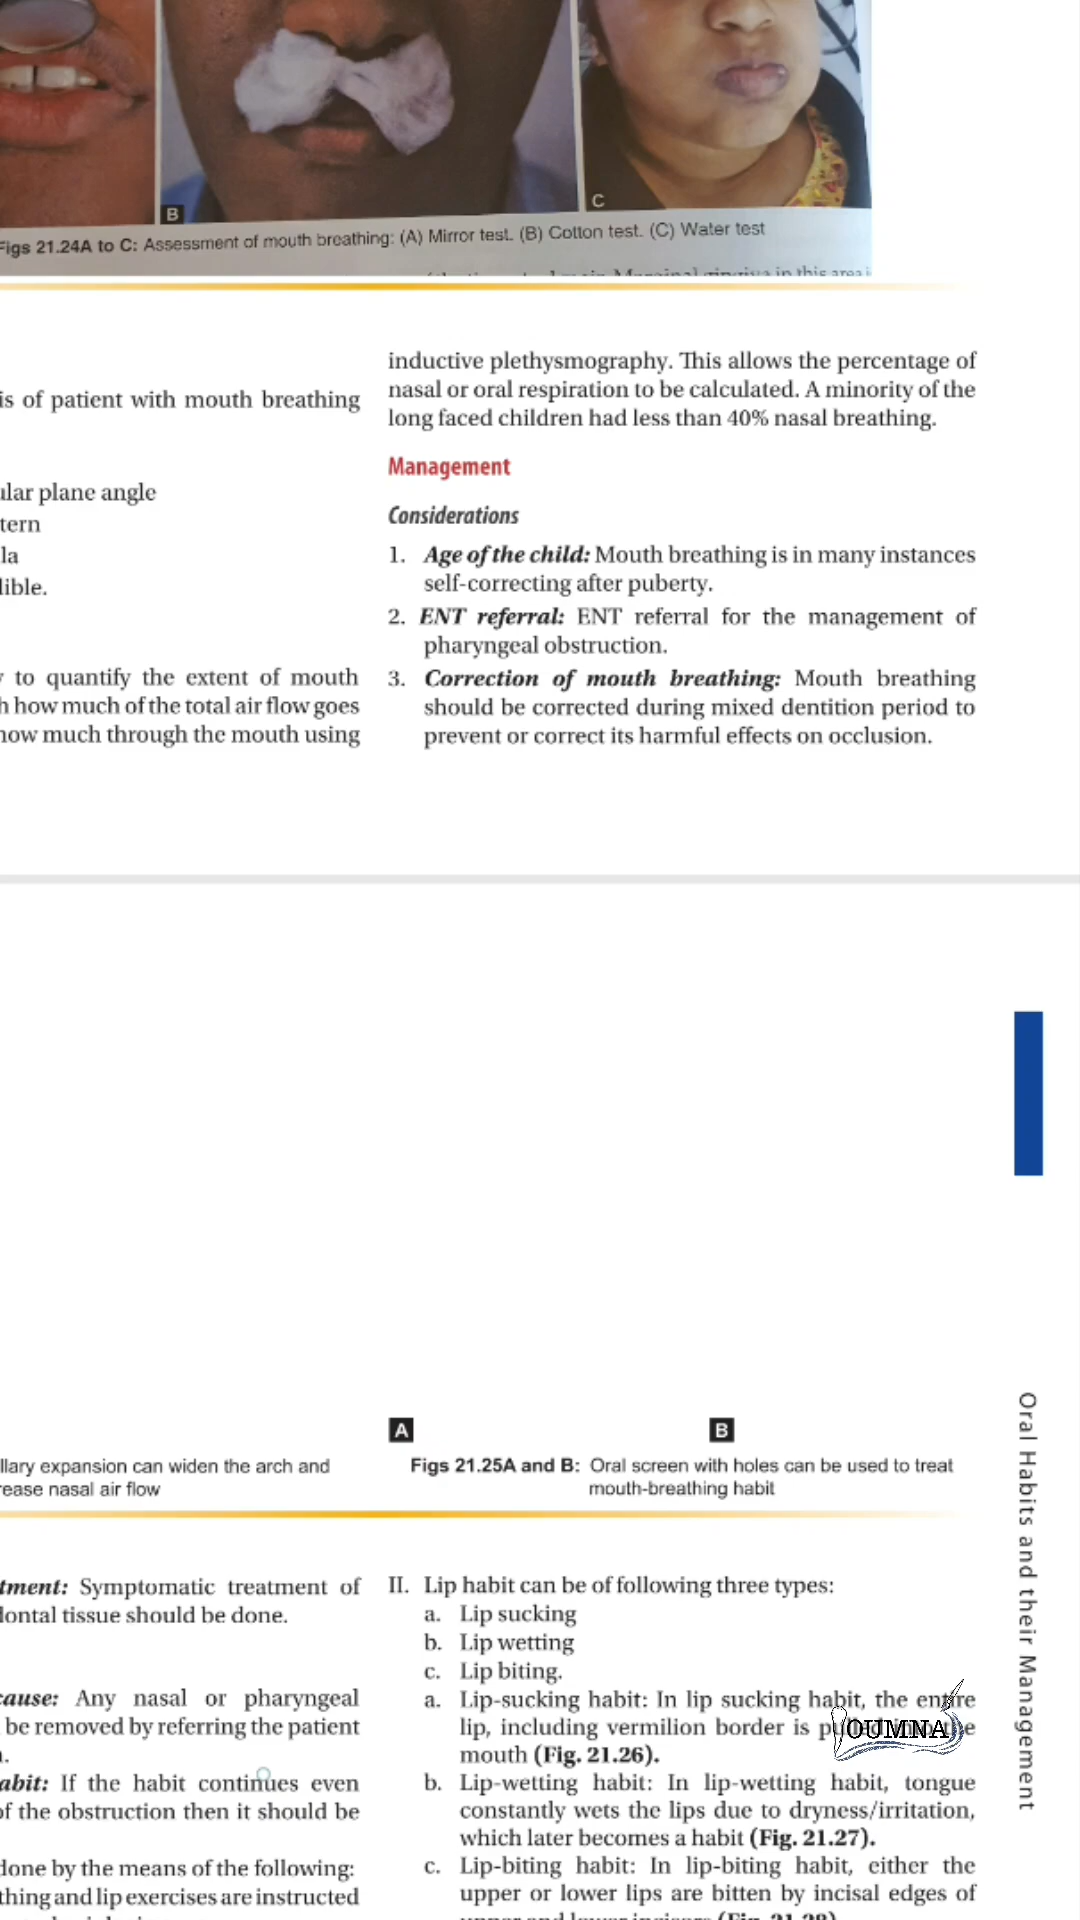 B
C
Figs 21.24A to C: Assessment of mouth breathing: (A) Mirror test. (B) Cotton test. (C) Water test
Marginal gingiva in this area
is of patient with mouth breathing
ular plane angle
tern
la
lible.
to quantify the extent of mouth
h how much of the total air flow goes
how much through the mouth using
inductive plethysmography. This allows the percentage of
nasal or oral respiration to be calculated. A minority of the
long faced children had less than 40% nasal breathing.
Management
Considerations
1. Age of the child: Mouth breathing is in many instances
self-correcting after puberty.
2. ENT referral: ENT referral for the management of
pharyngeal obstruction.
3. Correction of mouth breathing: Mouth breathing
should be corrected during mixed dentition period to
prevent or correct its harmful effects on occlusion.
llary expansion can widen the arch and
rease nasal air flow
A
B
Figs 21.25A and B: Oral screen with holes can be used to treat
mouth-breathing habit
tment: Symptomatic treatment of
lontal tissue should be done.
cause: Any nasal or pharyngeal
be removed by referring the patient
abit: If the habit continues even
of the obstruction then it should be
done by the means of the following:
thing and lip exercises are instructed
II. Lip habit can be of following three types:
a. Lip sucking
b. Lip wetting
c. Lip biting.
a. Lip-sucking habit: In lip sucking habit, the entire
lip, including vermilion border is
mouth (Fig. 21.26).
b. Lip-wetting habit: In lip-wetting habit, tongue
constantly wets the lips due to dryness/irritation,
which later becomes a habit (Fig. 21.27).
c. Lip-biting habit: In lip-biting habit, either the
upper or lower lips are bitten by incisal edges of
Oral Habits and their Management
OUMNA